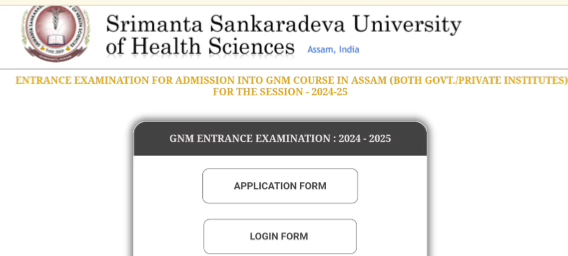 Srimanta Sankaradeva University
of Health Sciences Assam, India
ENTRANCE EXAMINATION FOR ADMISSION INTO GNM COURSE IN ASSAM (BOTH GOVT./PRIVATE INSTITUTES)
FOR THE SESSION - 2024-25
GNM ENTRANCE EXAMINATION : 2024 - 2025
APPLICATION FORM
LOGIN FORM